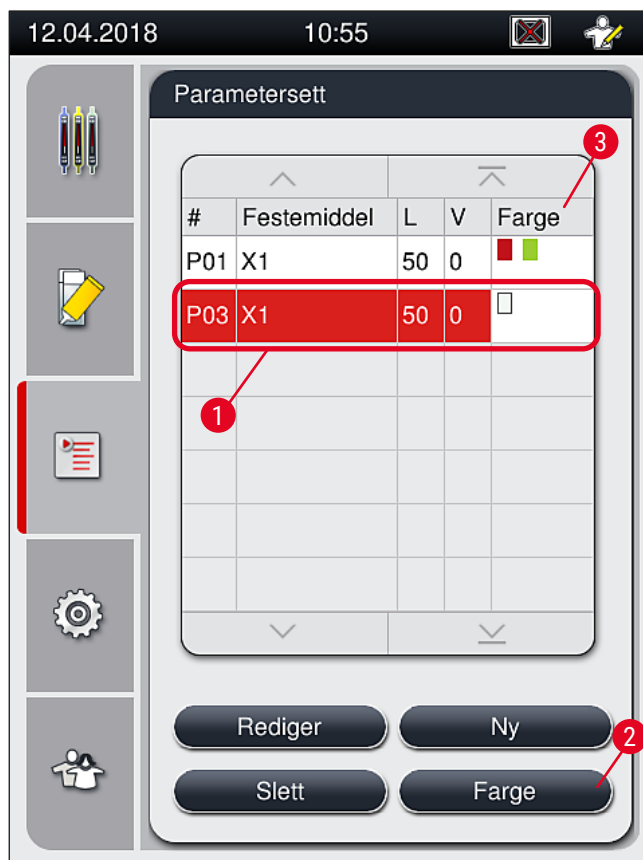 12.04.2018 10:55
Parametersett
3
# Festemiddel L V Farge
P01 X1 50 0
P03 X1 50 0
1
Rediger Ny
2
Slett Farge